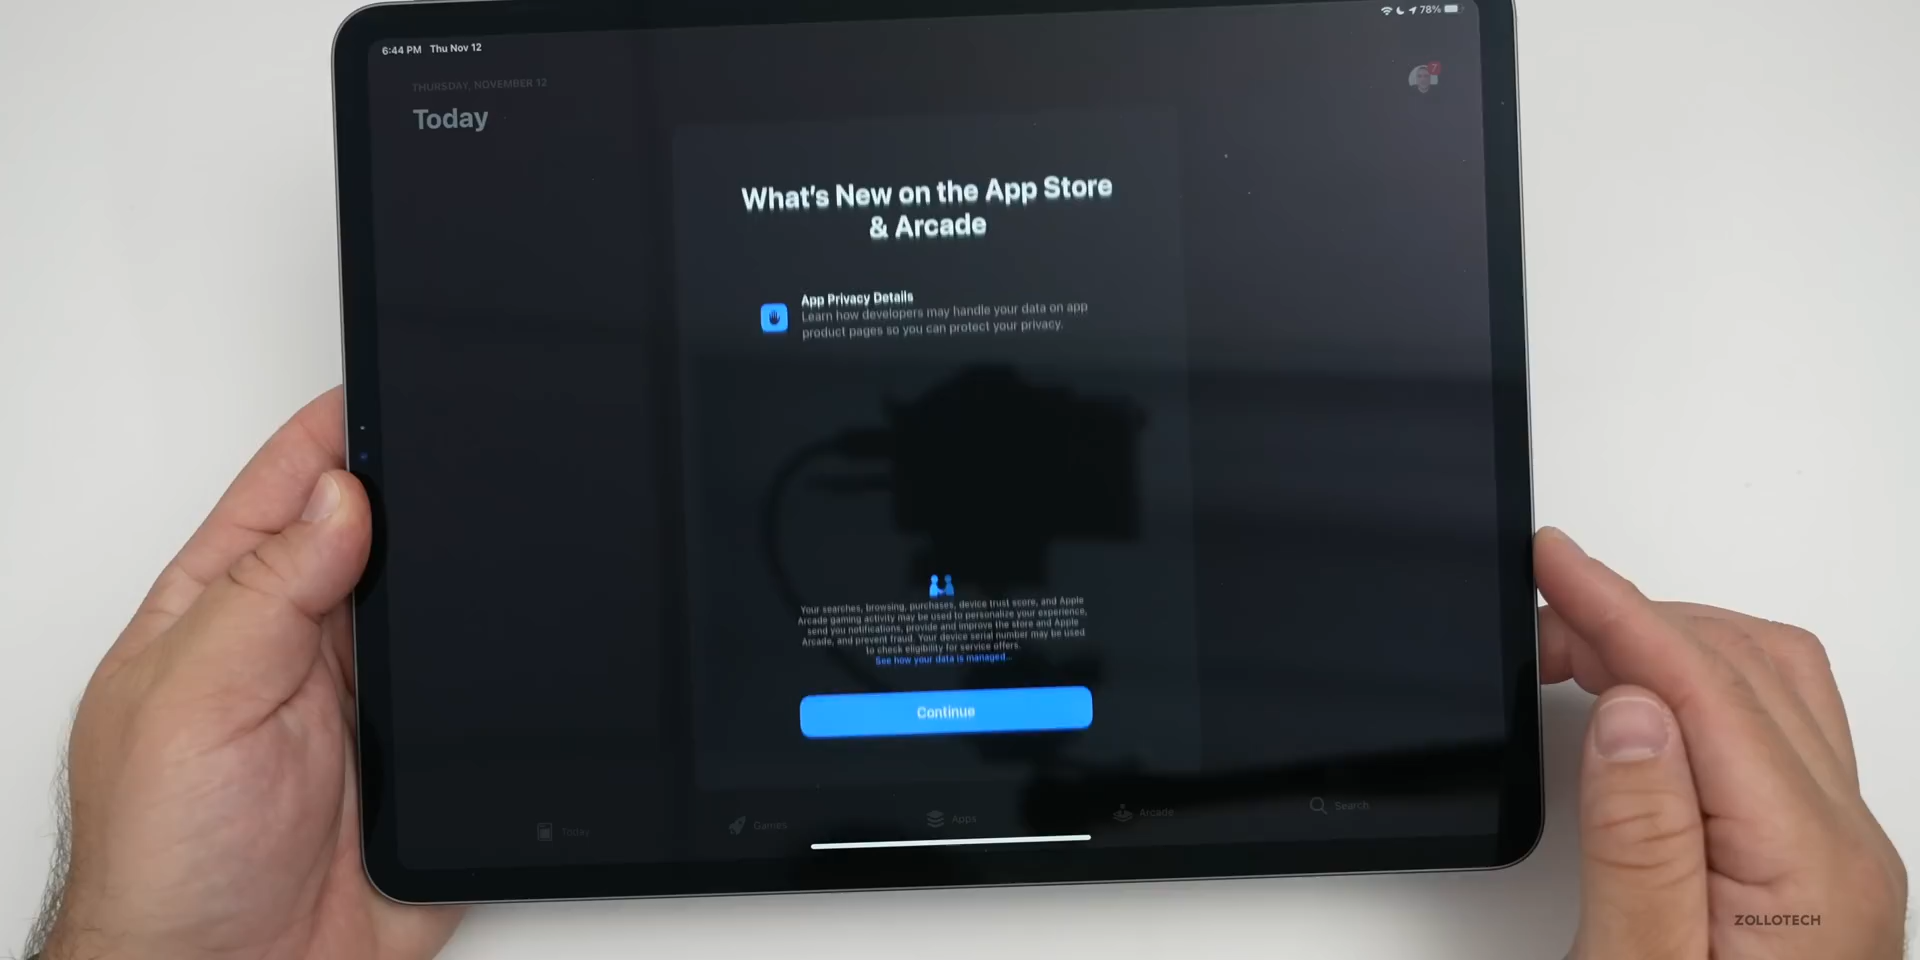 6:44 PM Thu Nov 12
78%
THURSDAY, NOVEMBER 12
7
Today
What's New on the App Store
& Arcade
App Privacy Details
Learn how developers may handle your data on app
product pages so you can protect your privacy.
Your searches, browsing, purchases, device trust score, and Apple
Arcade gaming activity may be used to personalize your experience,
send you notifications, provide and improve the store and Apple
Arcade, and prevent fraud. Your device serial number may be used
to check eligibility for service offers.
See how your data is managed...
Continue
Today Games Apps Arcade Search
ZOLLOTECH